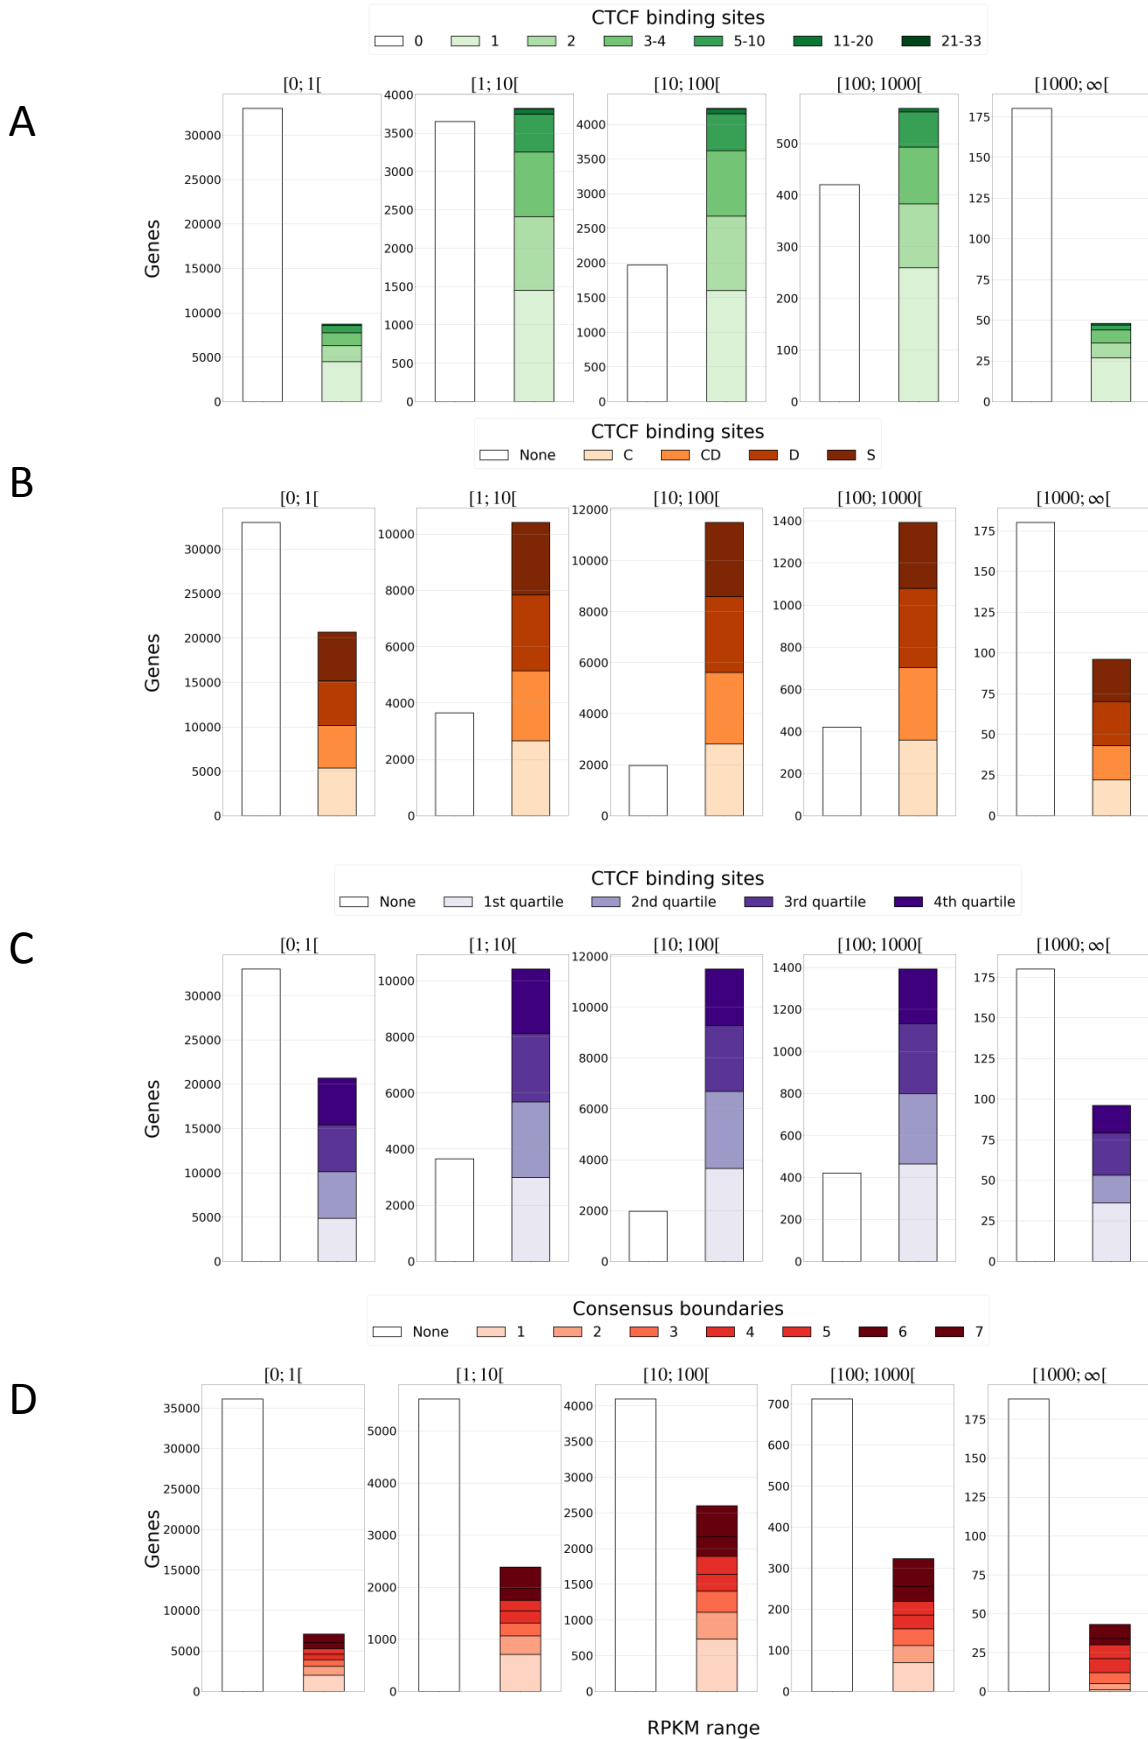 CTCF binding sites
0 1 2 3-4 5-10 11-20 21-33
A
[0; 1[ [1; 10[ [10; 100[ [100; 1000[ [1000; ∞[
Genes
30000 25000 20000 15000 10000 5000 0
4000 3500 3000 2500 2000 1500 1000 500 0
4000 3500 3000 2500 2000 1500 1000 500 0
500 400 300 200 100 0
175 150 125 100 75 50 25 0
CTCF binding sites
None C CD D S
B
[0; 1[ [1; 10[ [10; 100[ [100; 1000[ [1000; ∞[
Genes
30000 25000 20000 15000 10000 5000 0
10000 8000 6000 4000 2000 0
12000 10000 8000 6000 4000 2000 0
1400 1200 1000 800 600 400 200 0
175 150 125 100 75 50 25 0
CTCF binding sites
None 1st quartile 2nd quartile 3rd quartile 4th quartile
C
[0; 1[ [1; 10[ [10; 100[ [100; 1000[ [1000; ∞[
Genes
30000 25000 20000 15000 10000 5000 0
10000 8000 6000 4000 2000 0
12000 10000 8000 6000 4000 2000 0
1400 1200 1000 800 600 400 200 0
175 150 125 100 75 50 25 0
Consensus boundaries
None 1 2 3 4 5 6 7
D
[0; 1[ [1; 10[ [10; 100[ [100; 1000[ [1000; ∞[
Genes
35000 30000 25000 20000 15000 10000 5000 0
5000 4000 3000 2000 1000 0
4000 3500 3000 2500 2000 1500 1000 500 0
700 600 500 400 300 200 100 0
175 150 125 100 75 50 25 0
RPKM range